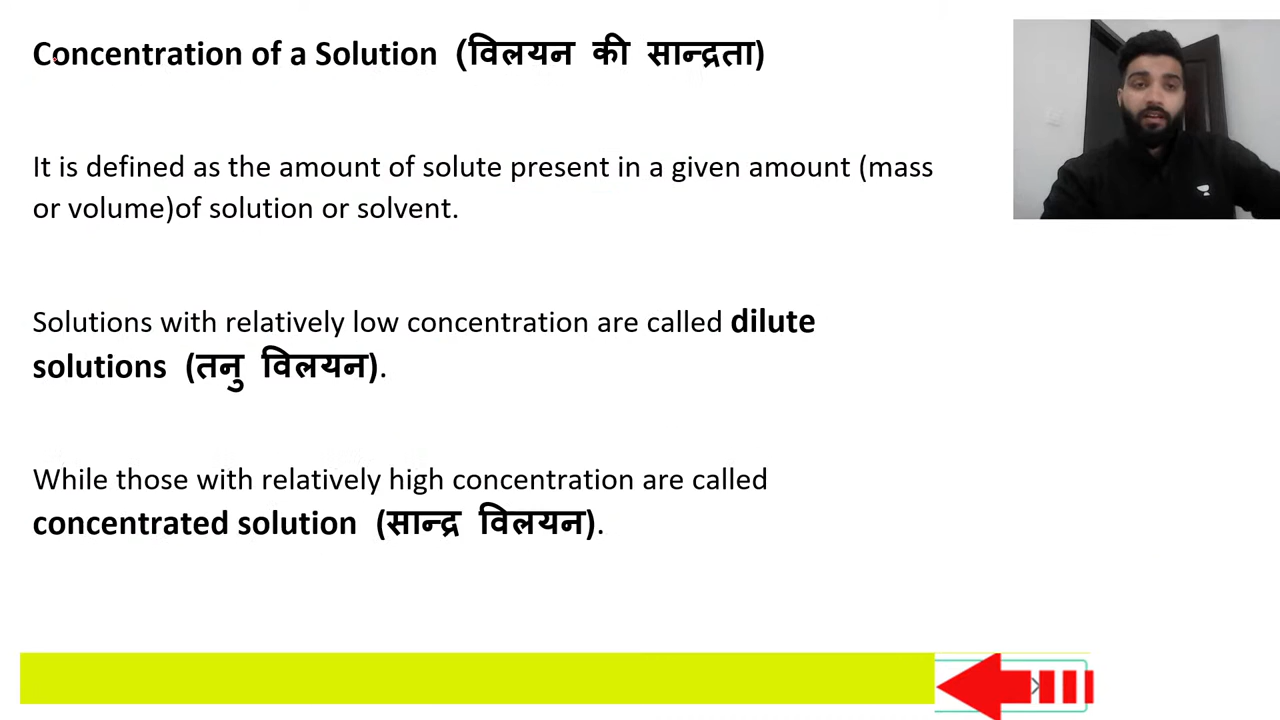 Concentration of a Solution (विलयन की सान्द्रता)
It is defined as the amount of solute present in a given amount (mass
or volume)of solution or solvent.
Solutions with relatively low concentration are called dilute
solutions (तनु विलयन).
While those with relatively high concentration are called
concentrated solution (सान्द्र विलयन).